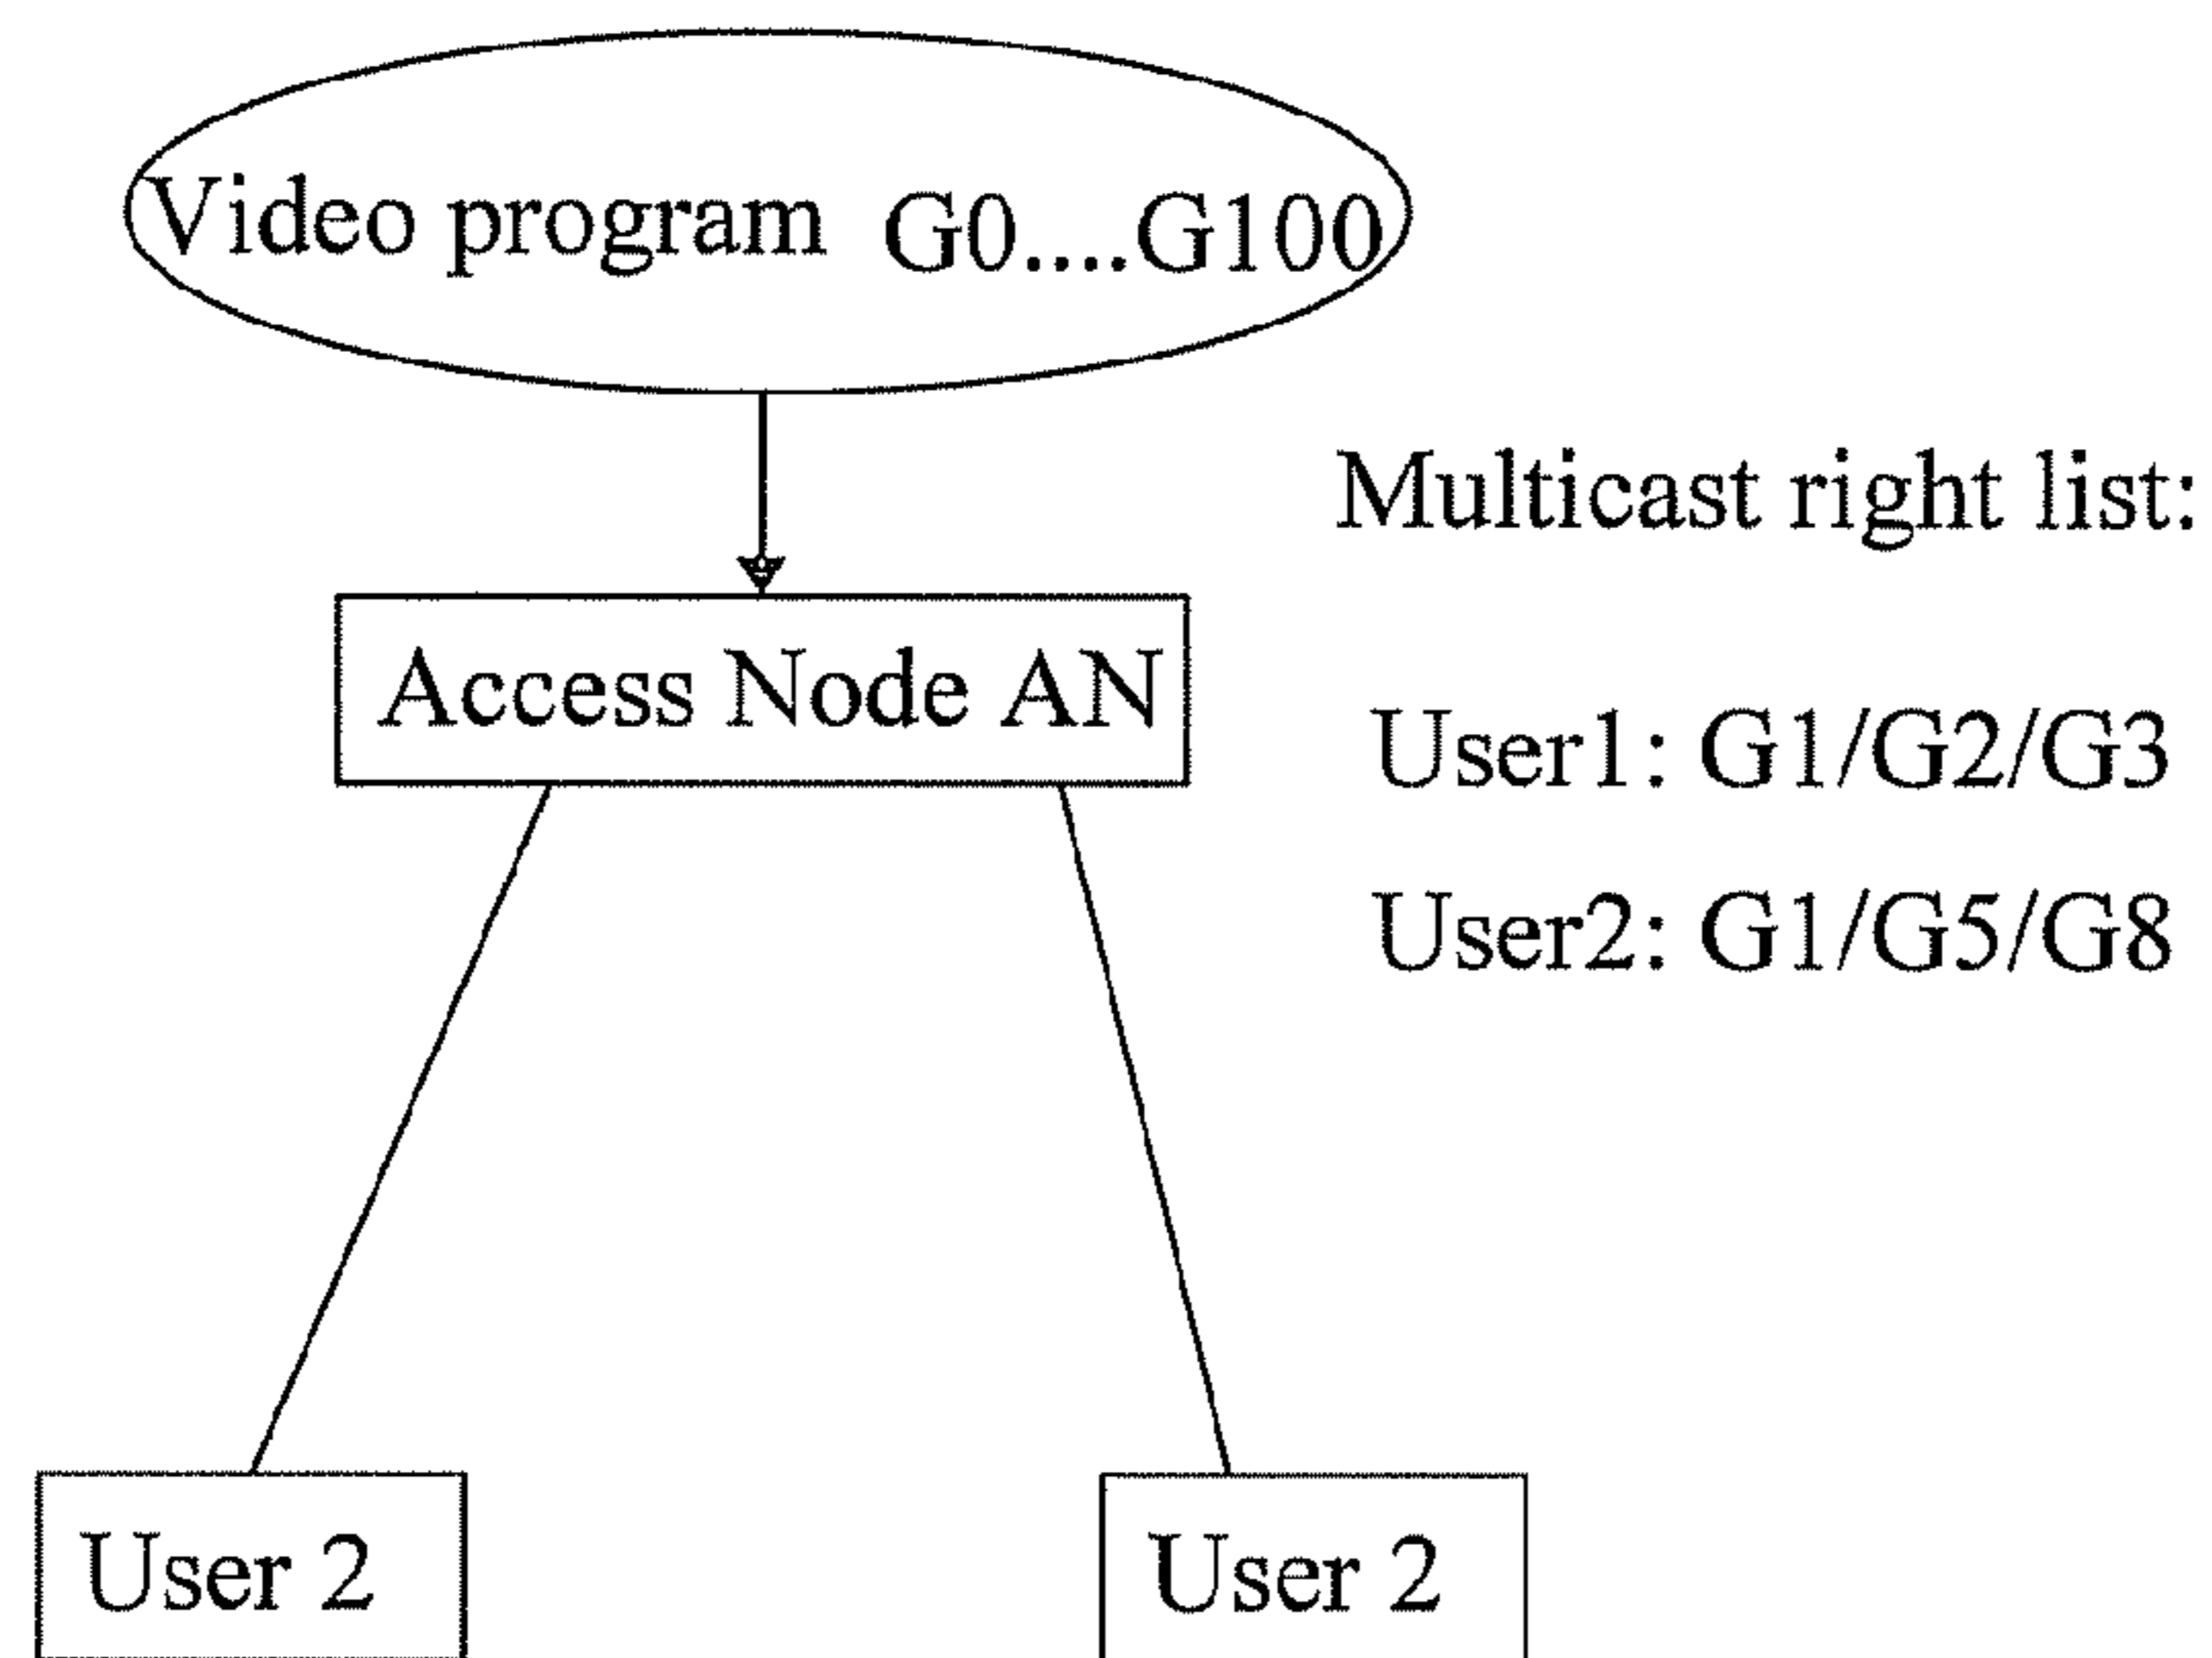 Video program G0....G100
Multicast right list:
Access Node AN
User1: G1/G2/G3
User2: G1/G5/G8
User 2
User 2